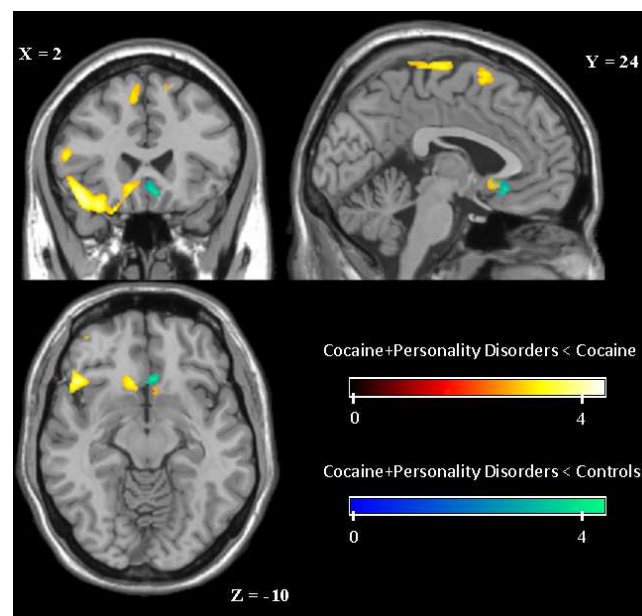 X = 2
Y = 24
Cocaine+Personality Disorders < Cocaine
0 4
Cocaine+Personality Disorders < Controls
0 4
Z = -10